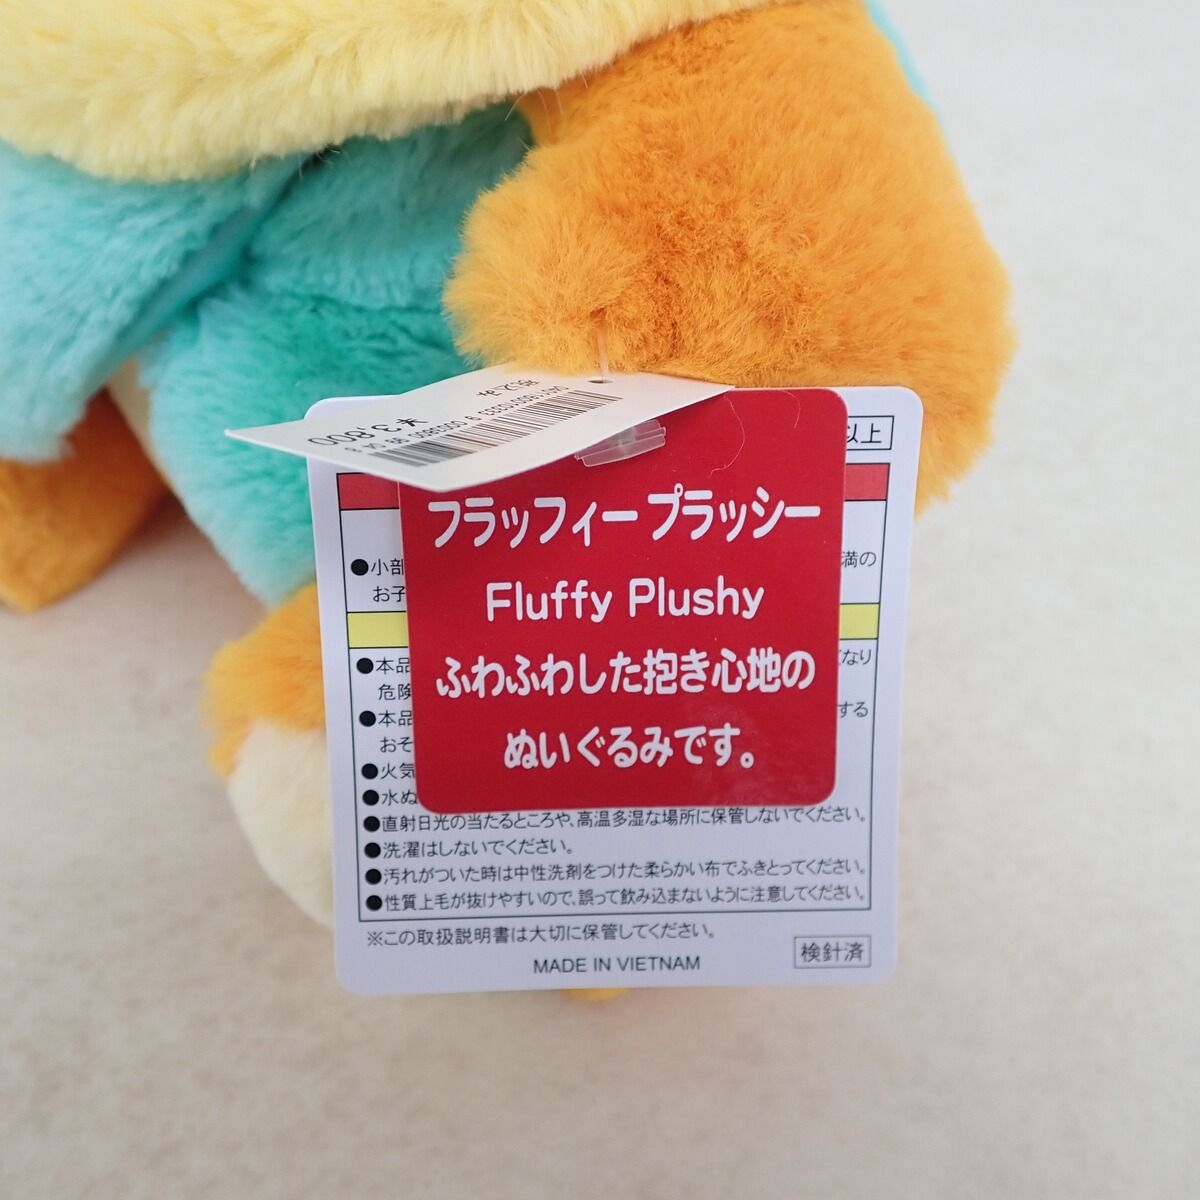 ¥3,800
以上
フラッフィープラッシー
Fluffy Plushy
ふわふわした抱き心地の
ぬいぐるみです。
●小部
満の
お子
●本品
なり
危険
●本品
する
おそ
●火気
●水ぬ
●直射日光の当たるところや、高温多湿な場所に保管しないでください。
●洗濯はしないでください。
●汚れがついた時は中性洗剤をつけた柔らかい布でふきとってください。
●性質上毛が抜けやすいので、誤って飲み込まないように注意してください。
※この取扱説明書は大切に保管してください。
MADE IN VIETNAM
検針済